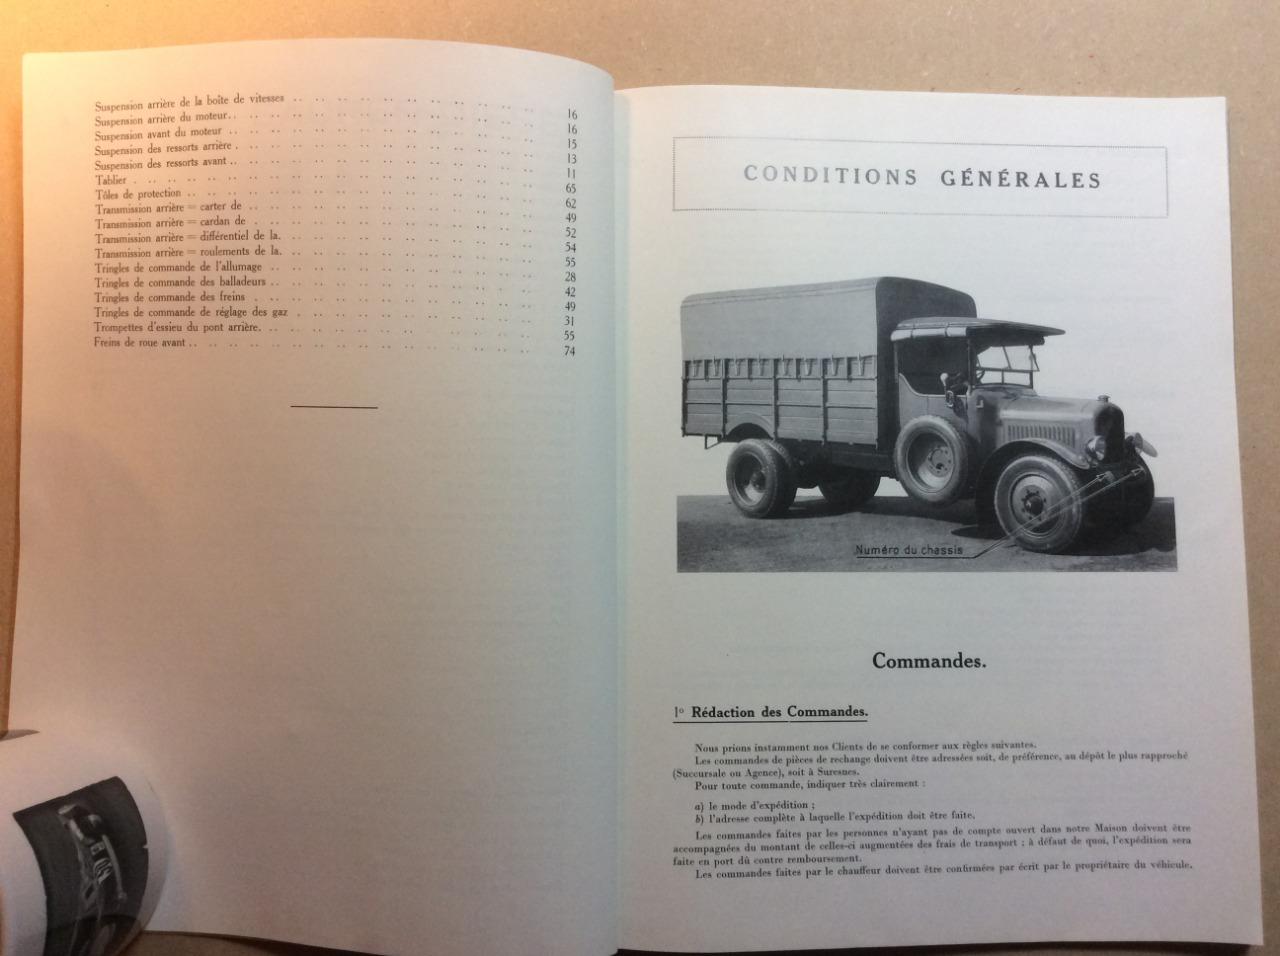 Suspension arrière de la boîte de vitesses 16
Suspension arrière du moteur 16
Suspension avant du moteur 15
Suspension des ressorts arrière 13
Suspension des ressorts avant 11
Tablier 65
Tôles de protection 62
Transmission arrière = carter de 49
Transmission arrière = cardan de 52
Transmission arrière = différentiel de la. 54
Transmission arrière = roulements de la. 55
Tringles de commande de l'allumage 28
Tringles de commande des balladeurs 42
Tringles de commande des freins 49
Tringles de commande de réglage des gaz 31
Trompettes d'essieu du pont arrière. 55
Freins de roue avant 74
CONDITIONS GÉNÉRALES
Numéro du chassis
Commandes.
1º Rédaction des Commandes.
Nous prions instamment nos Clients de se conformer aux règles suivantes.
Les commandes de pièces de rechange doivent être adressées soit, de préférence, au dépôt le plus rapproché
(Succursale ou Agence), soit à Suresnes.
Pour toute commande, indiquer très clairement :
a) le mode d'expédition ;
b) l'adresse complète à laquelle l'expédition doit être faite.
Les commandes faites par les personnes n'ayant pas de compte ouvert dans notre Maison doivent être
accompagnées du montant de celles-ci augmentées des frais de transport ; à défaut de quoi, l'expédition sera
faite en port dû contre remboursement.
Les commandes faites par le chauffeur doivent être confirmées par écrit par le propriétaire du véhicule.